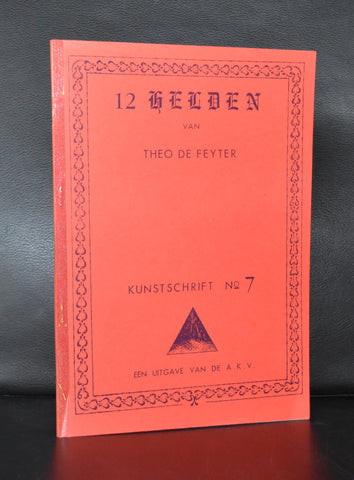 12 HELDEN
VAN
THEO DE FEYTER
KUNSTSCHRIFT No 7
EEN UITGAVE VAN DE A.K.V.